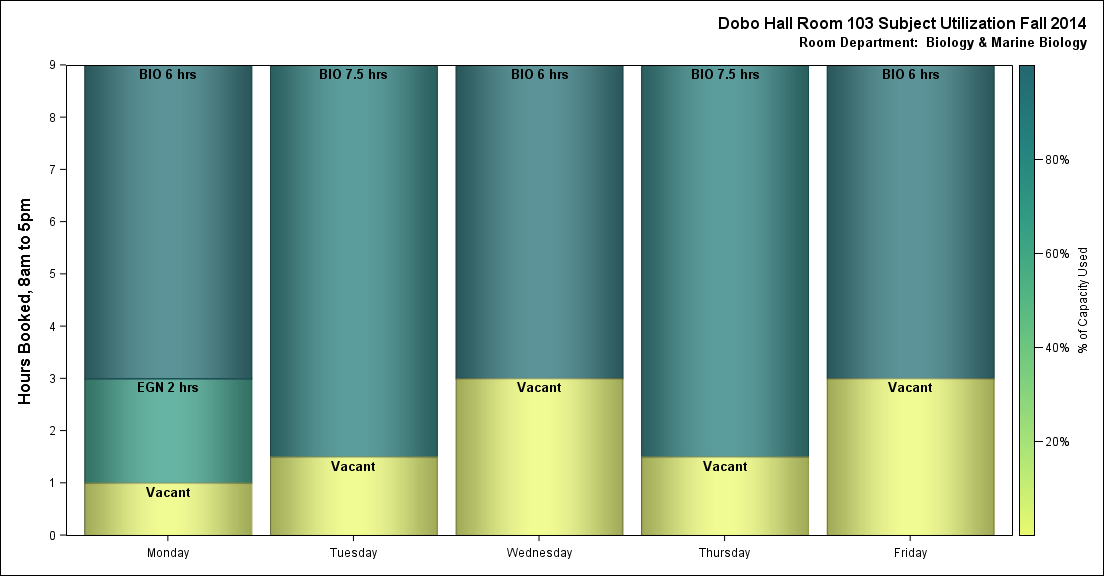 Dobo Hall Room 103 Subject Utilization Fall 2014
Room Department:  Biology & Marine Biology
Hours Booked, 8am to 5pm
9
8
7
6
5
4
3
2
1
0
BIO 6 hrs
EGN 2 hrs
Vacant
BIO 7.5 hrs
Vacant
BIO 6 hrs
Vacant
BIO 7.5 hrs
Vacant
BIO 6 hrs
Vacant
Monday
Tuesday
Wednesday
Thursday
Friday
80%
60%
40%
20%
% of Capacity Used